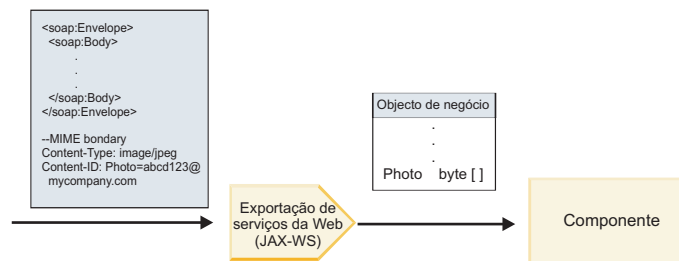 <soap:Envelope>
<soap:Body>
.
.
.
</soap:Body>
</soap:Envelope>
--MIME bondary
Content-Type: image/jpeg
Content-ID: Photo=abcd123@
mycompany.com
Objecto de negócio
.
.
.
Photo byte [ ]
Exportação de
serviços da Web
(JAX-WS)
Componente